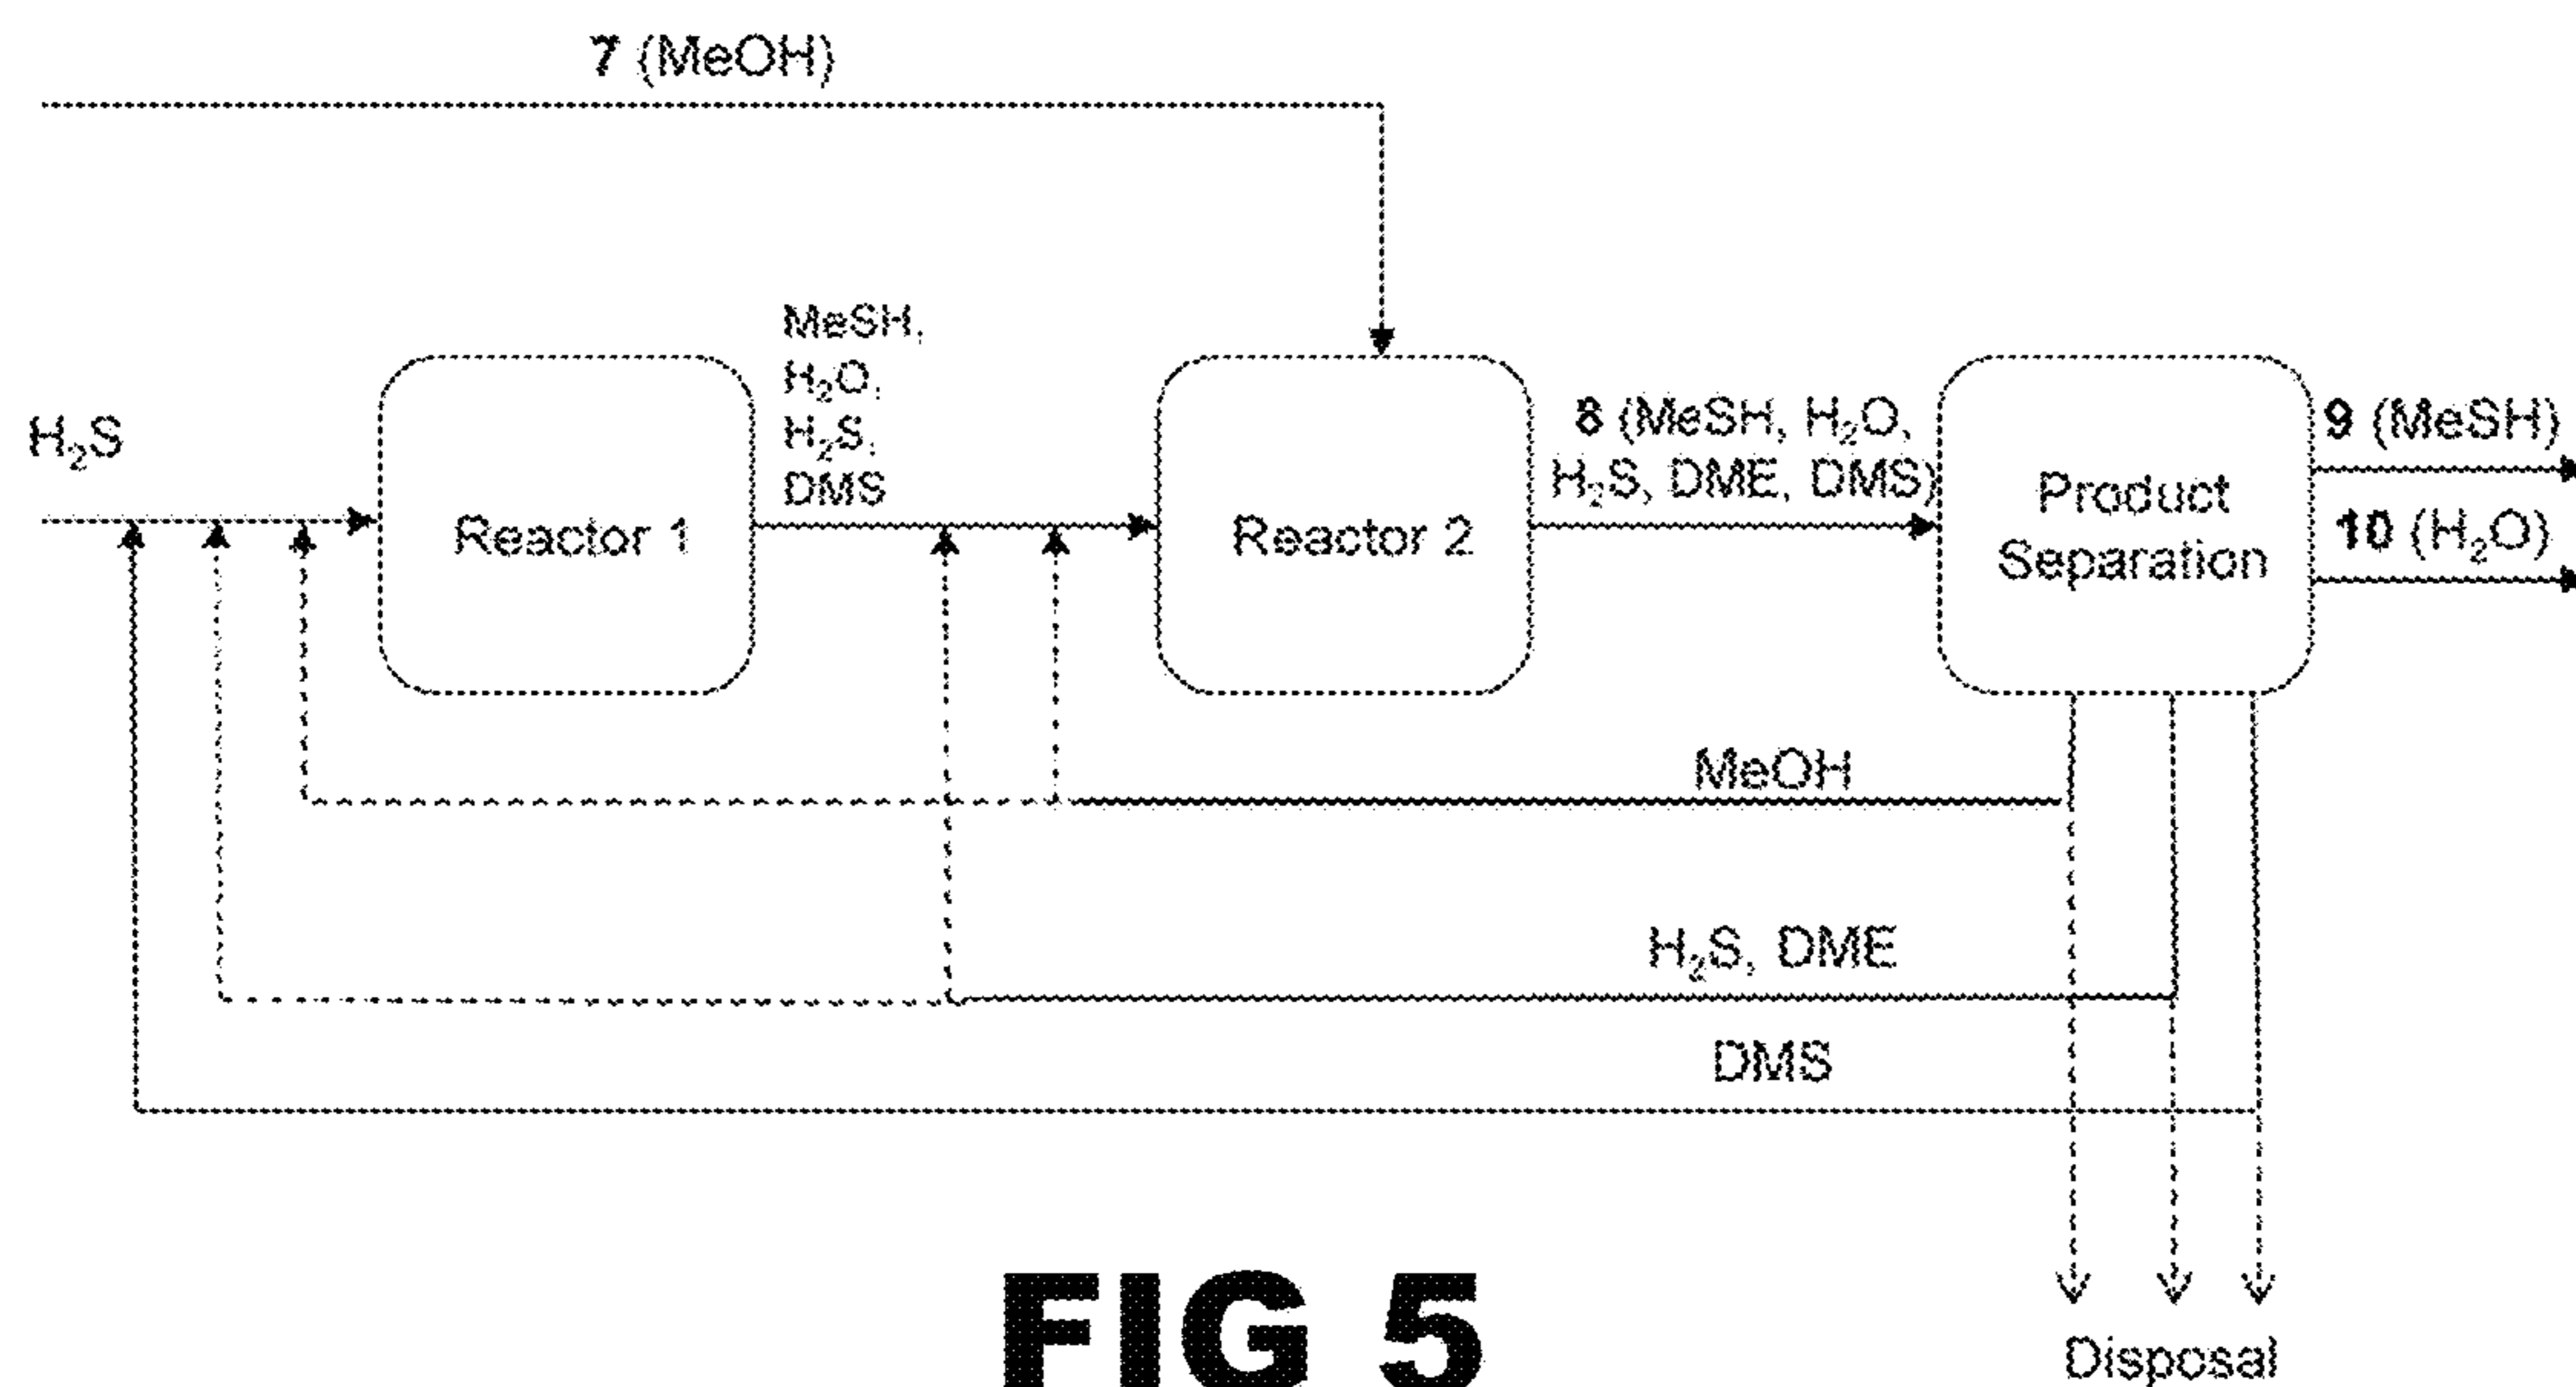 7 (MeOH)
MeSH,
H₂O,
H₂S,
DMS
H₂S
Reactor 1
Reactor 2
8 (MeSH, H₂O,
H₂S, DME, DMS)
Product
Separation
9 (MeSH)
10 (H₂O)
MeOH
H₂S, DME
DMS
Disposal
FIG 5